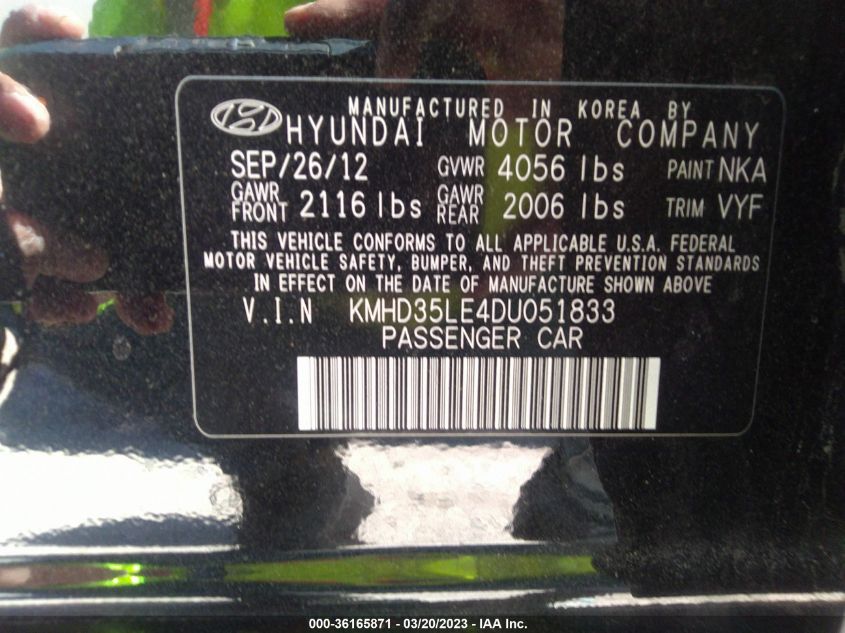 MANUFACTURED IN KOREA BY
HYUNDAI MOTOR COMPANY
SEP/26/12 GVWR 4056 lbs PAINT NKA
GAWR FRONT 2116 lbs GAWR REAR 2006 lbs TRIM VYF
THIS VEHICLE CONFORMS TO ALL APPLICABLE U.S.A. FEDERAL
MOTOR VEHICLE SAFETY, BUMPER, AND THEFT PREVENTION STANDARDS
IN EFFECT ON THE DATE OF MANUFACTURE SHOWN ABOVE
V.I.N KMHD35LE4DU051833
PASSENGER CAR
000-36165871 - 03/20/2023 - IAA Inc.